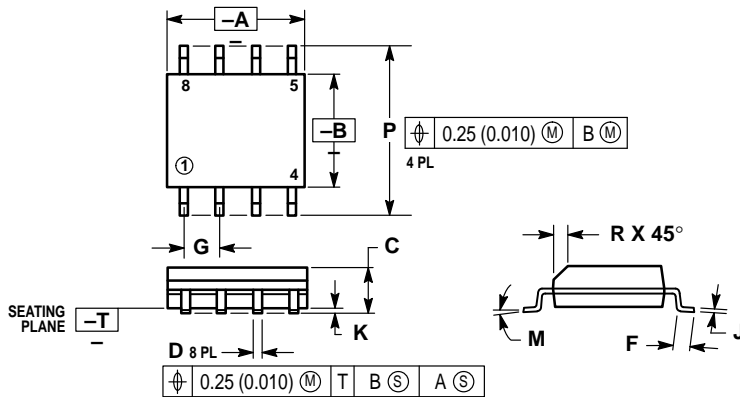 –A–
8 5
–B–
P
⌖ 0.25 (0.010) Ⓜ B Ⓜ
4 PL
① 4
G
C
R X 45°
SEATING
PLANE
–T–
K
M
F
J
D 8 PL
⌖ 0.25 (0.010) Ⓜ T B Ⓢ A Ⓢ